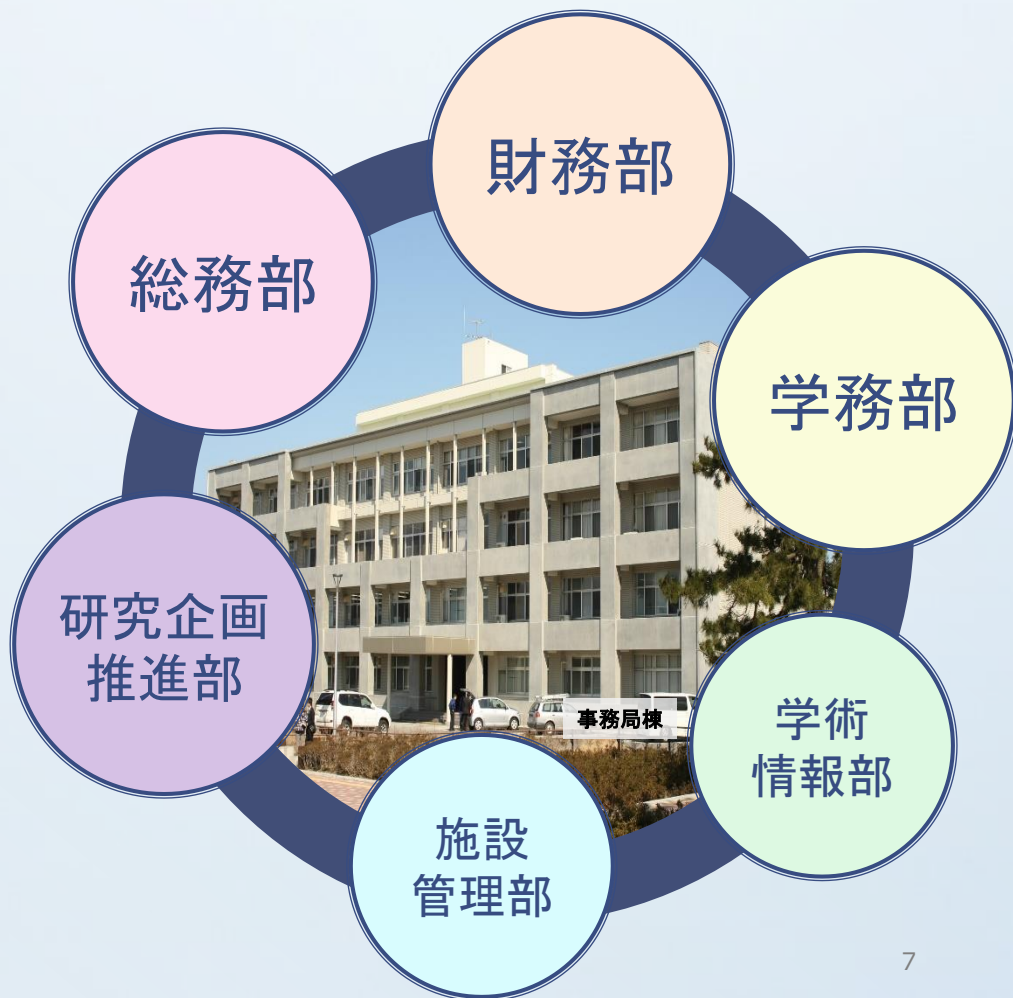 財務部
総務部
学務部
研究企画
推進部
事務局棟
学術
情報部
施設
管理部
7